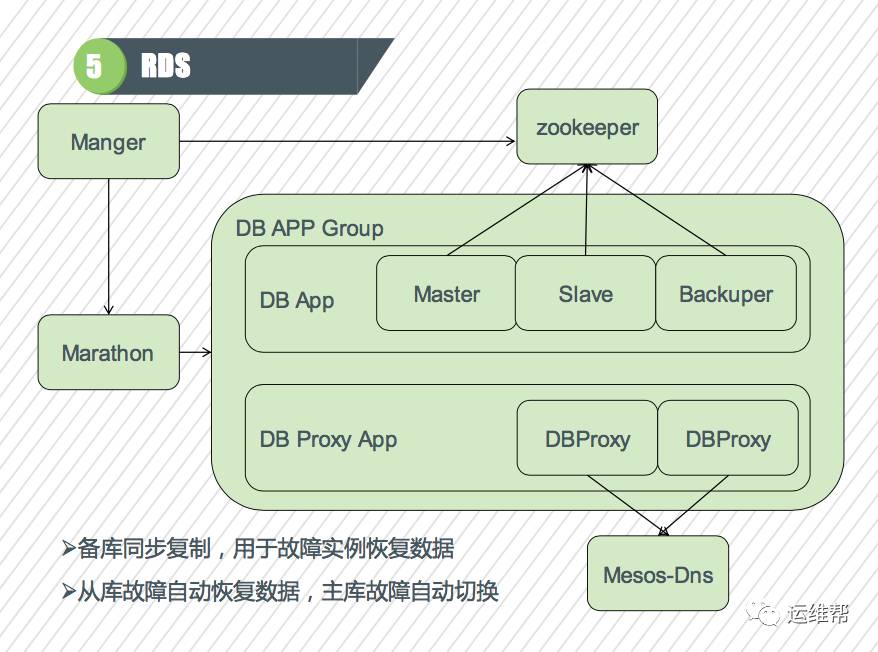 5 RDS
Manger
zookeeper
DB APP Group
DB App
Master
Slave
Backuper
Marathon
DB Proxy App
DBProxy
DBProxy
➢备库同步复制，用于故障实例恢复数据
➢从库故障自动恢复数据，主库故障自动切换
Mesos-Dns
运维帮